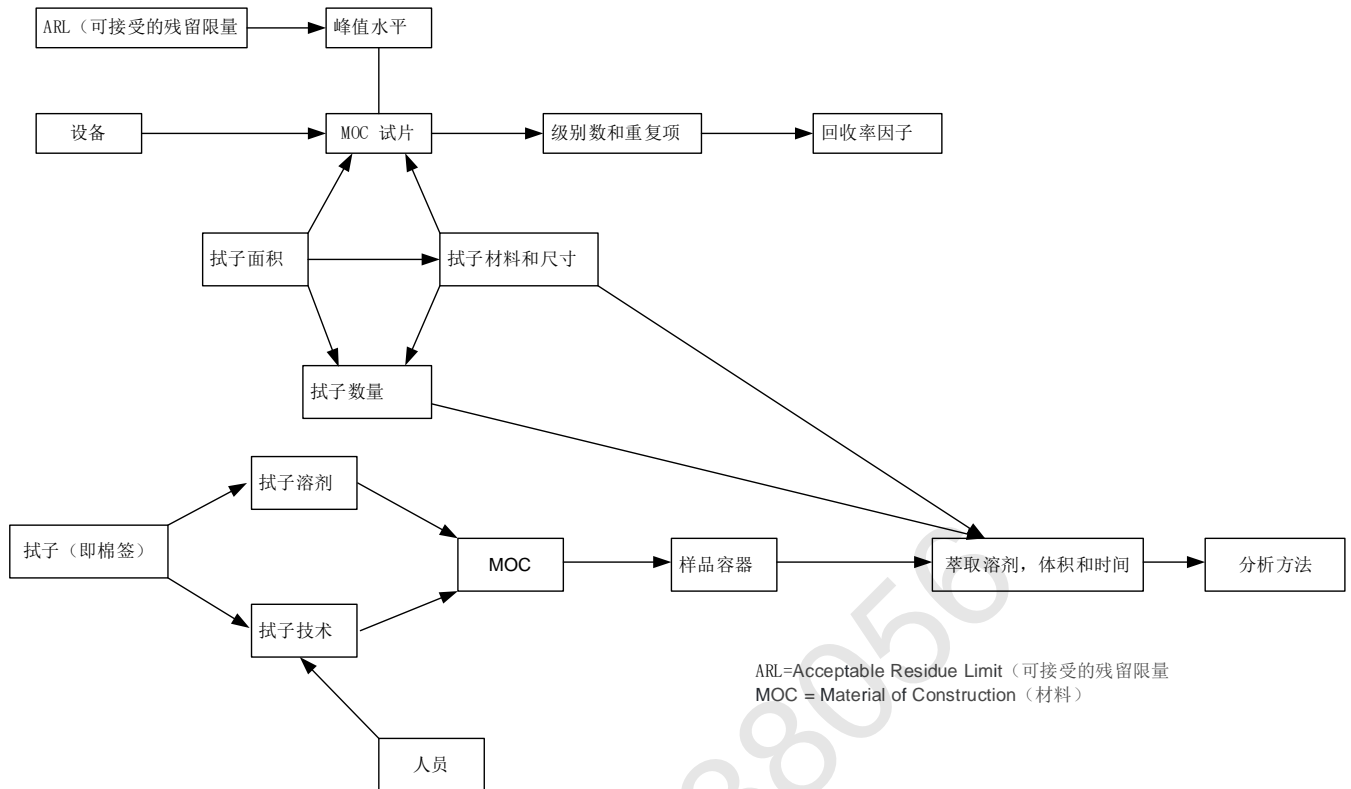 ARL（可接受的残留限量
峰值水平
设备
MOC 试片
级别数和重复项
回收率因子
拭子面积
拭子材料和尺寸
拭子数量
拭子溶剂
拭子（即棉签）
MOC
样品容器
萃取溶剂，体积和时间
分析方法
拭子技术
ARL=Acceptable Residue Limit（可接受的残留限量
MOC = Material of Construction（材料）
人员
38056